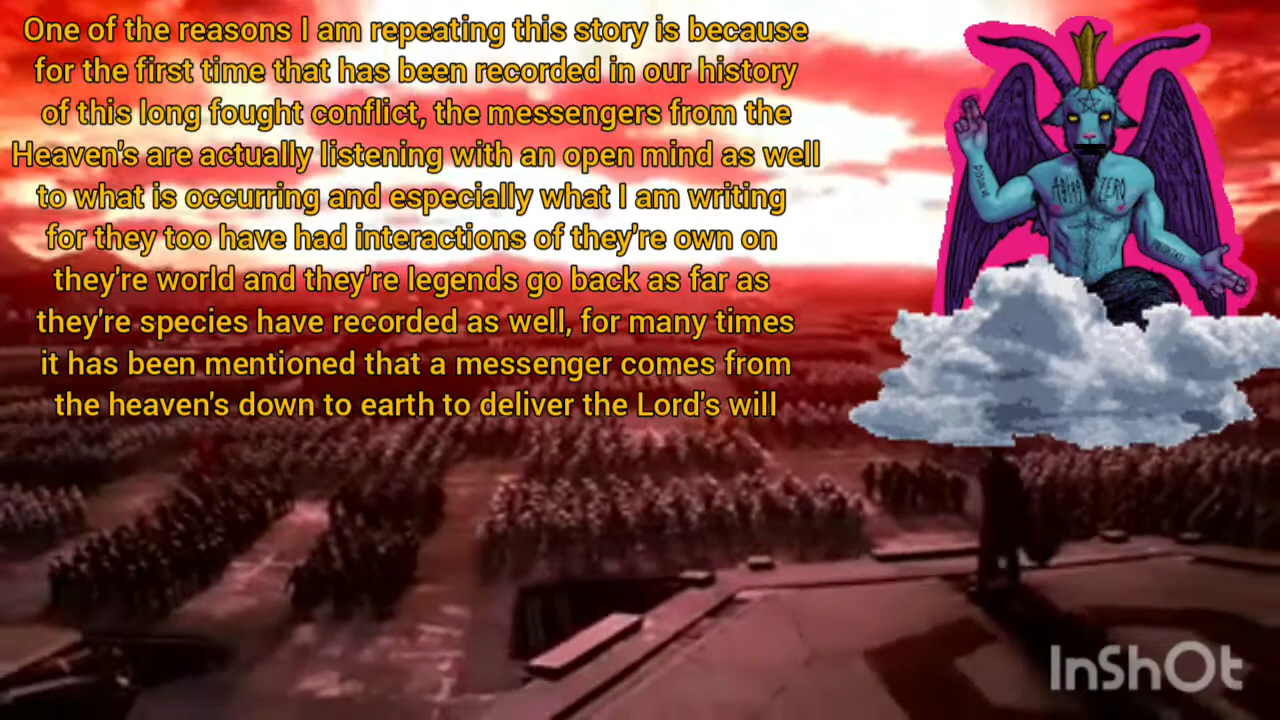 One of the reasons I am repeating this story is because
for the first time that has been recorded in our history
of this long fought conflict, the messengers from the
Heaven's are actually listening with an open mind as well
to what is occurring and especially what I am writing
for they too have had interactions of they're own on
they're world and they're legends go back as far as
they're species have recorded as well, for many times
it has been mentioned that a messenger comes from
the heaven's down to earth to deliver the Lord's will
ZERO
InShOt